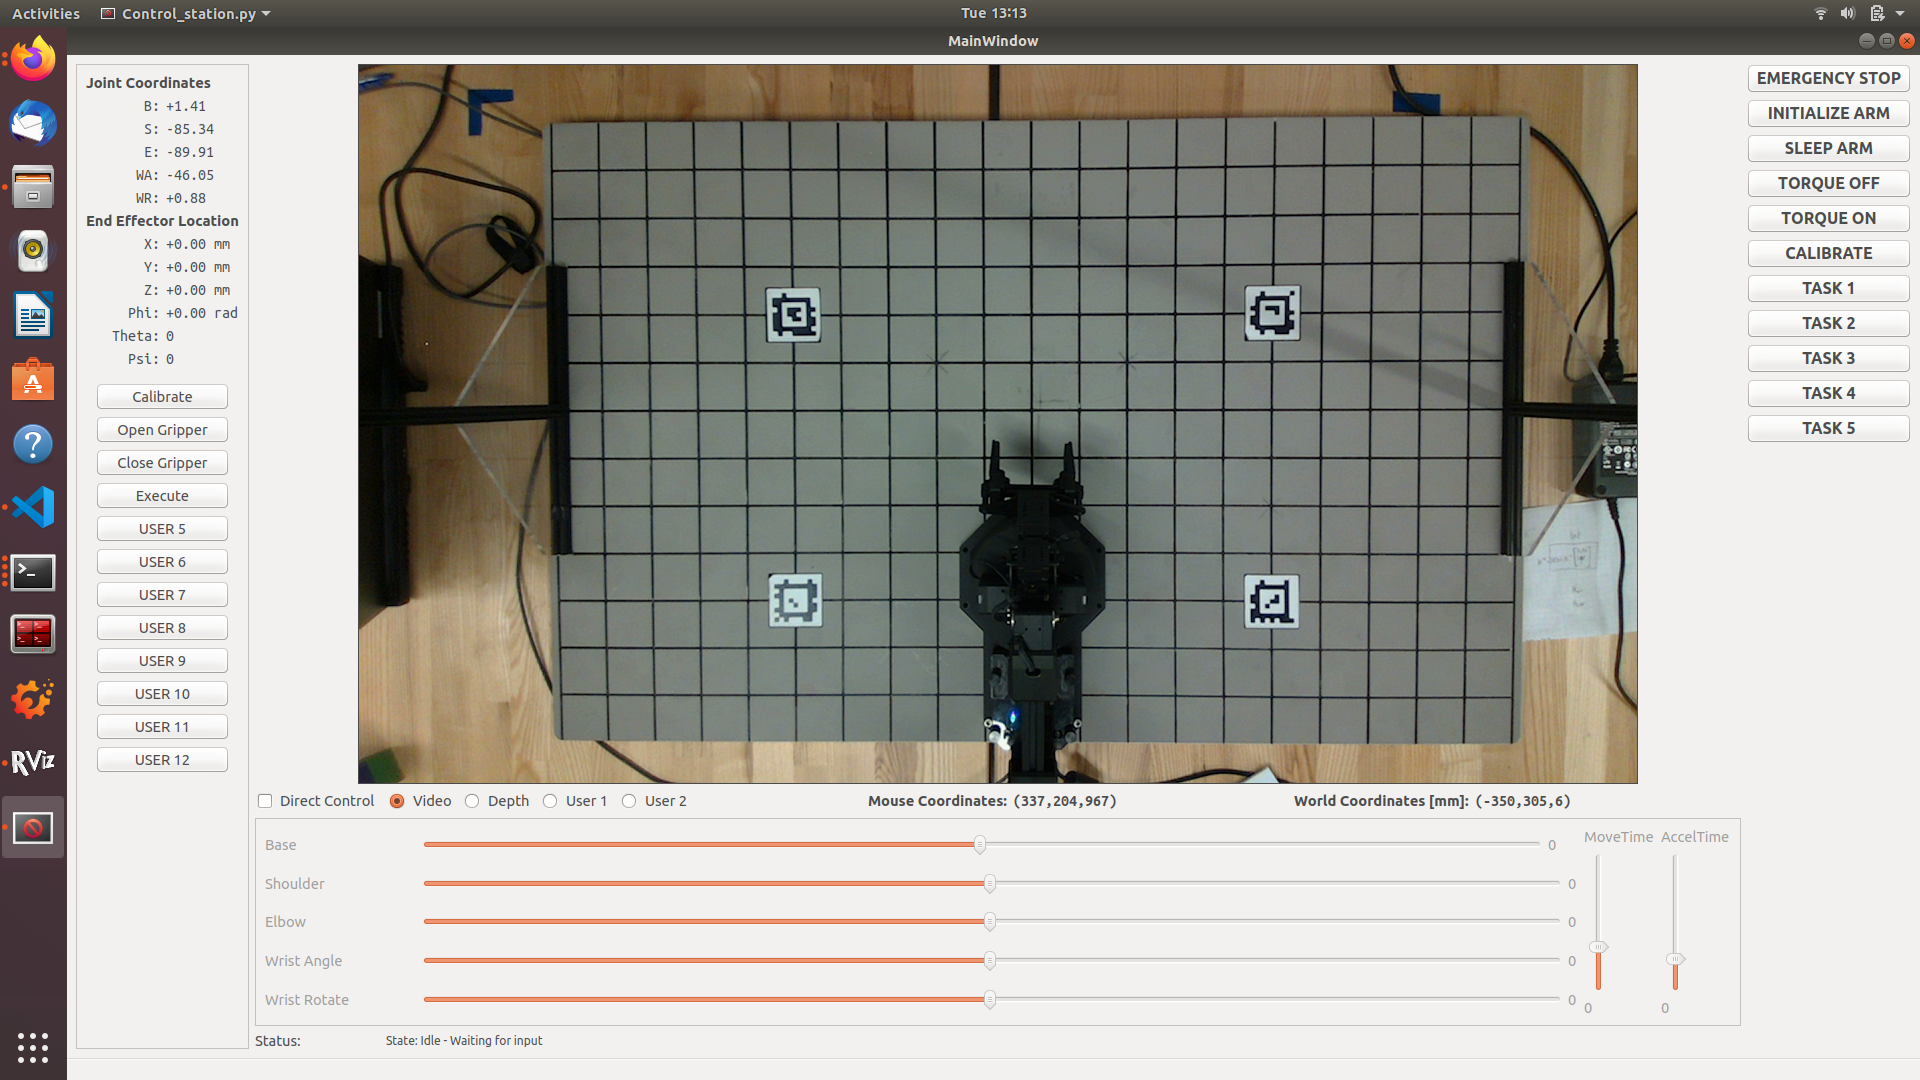 Activities Control_station.py Tue 13:13
MainWindow
Joint Coordinates
B: +1.41
S: -85.34
E: -89.91
WA: -46.05
WR: +0.88
End Effector Location
X: +0.00 mm
Y: +0.00 mm
Z: +0.00 mm
Phi: +0.00 rad
Theta: 0
Psi: 0
Calibrate
Open Gripper
Close Gripper
Execute
USER 5
USER 6
USER 7
USER 8
USER 9
USER 10
USER 11
USER 12
EMERGENCY STOP
INITIALIZE ARM
SLEEP ARM
TORQUE OFF
TORQUE ON
CALIBRATE
TASK 1
TASK 2
TASK 3
TASK 4
TASK 5
Direct Control Video Depth User 1 User 2 Mouse Coordinates: (337,204,967) World Coordinates [mm]: (-350,305,6)
MoveTime AccelTime
Base 0
Shoulder 0
Elbow 0
Wrist Angle 0
Wrist Rotate 0
0 0
Status: State: Idle - Waiting for input
RViz